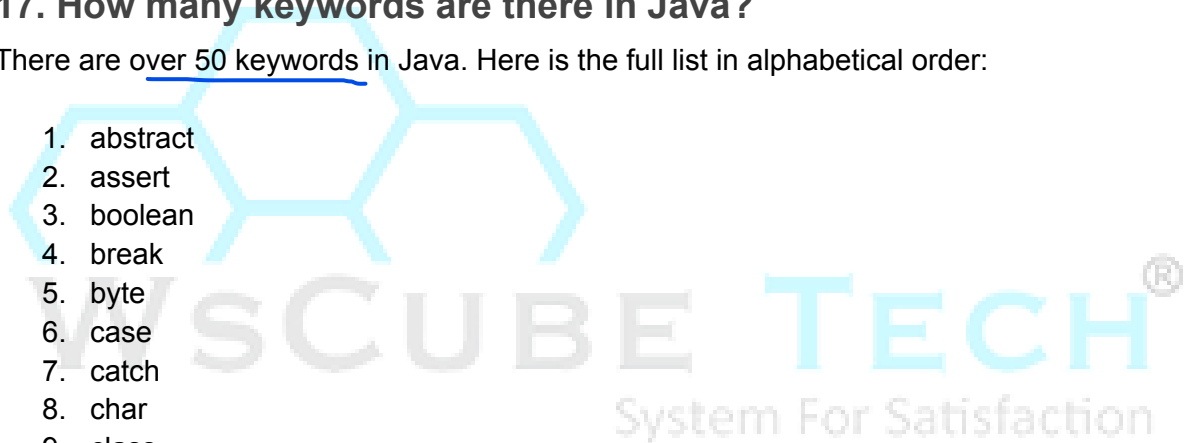 17. How many keywords are there in Java?
There are over 50 keywords in Java. Here is the full list in alphabetical order:
1. abstract
2. assert
3. boolean
4. break
5. byte
6. case
7. catch
8. char
9. class
WSCUBE TECH®
System For Satisfaction